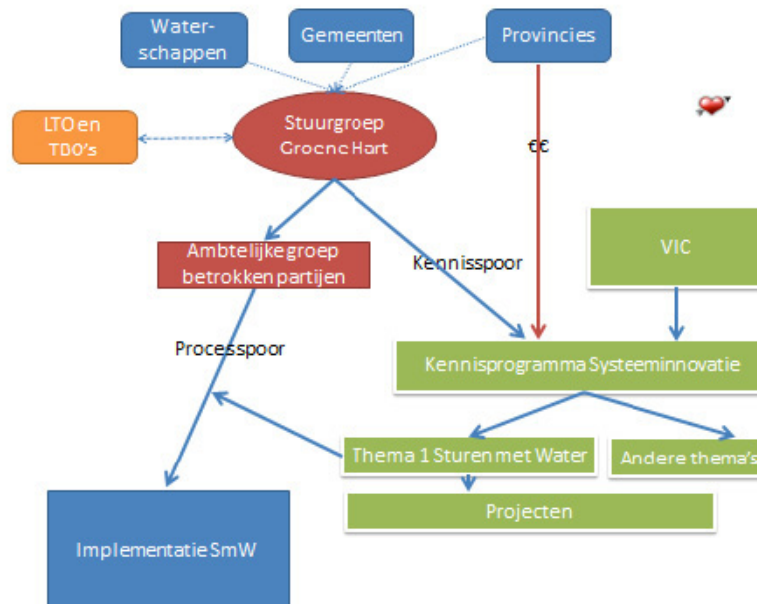 Water-
schappen
Gemeenten
Provincies
LTO en
TBO's
Stuurgroep
Groene Hart
€€
Ambtelijke groep
betrokken partijen
Kennisspoor
VIC
Processpoor
Kennisprogramma Systeeminnovatie
Thema 1 Sturen met Water
Andere thema's
Projecten
Implementatie SmW